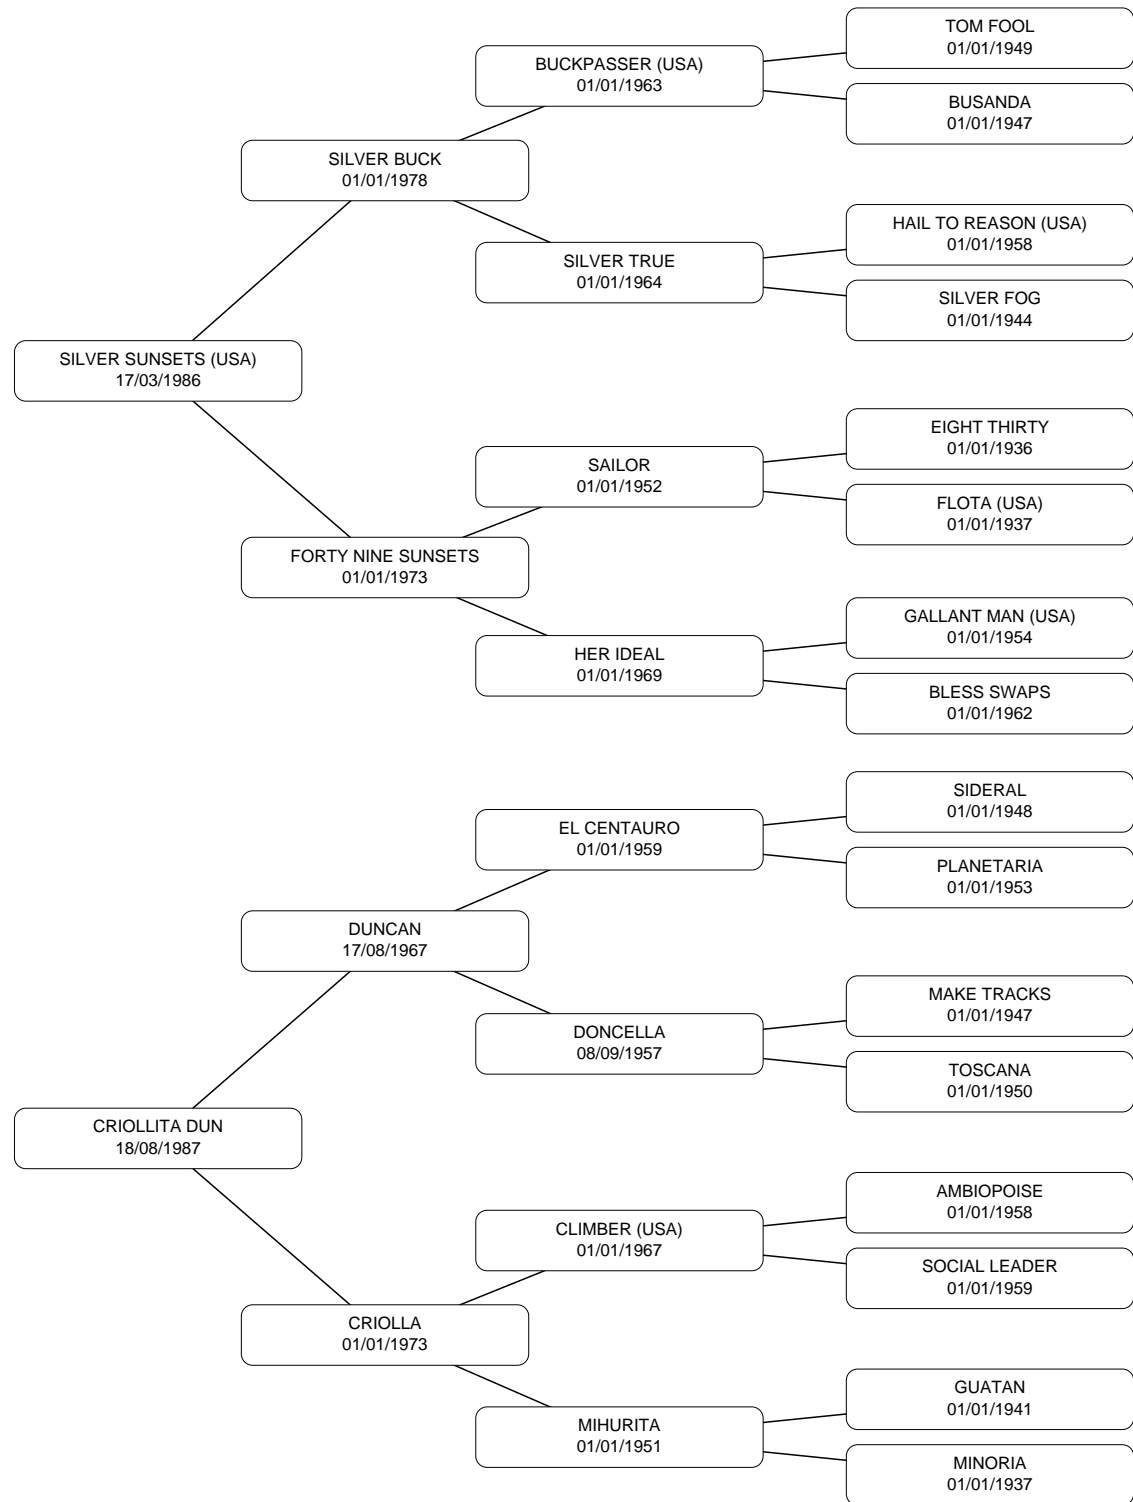 TOM FOOL
01/01/1949
BUCKPASSER (USA)
01/01/1963
BUSANDA
01/01/1947
SILVER BUCK
01/01/1978
HAIL TO REASON (USA)
01/01/1958
SILVER TRUE
01/01/1964
SILVER FOG
01/01/1944
SILVER SUNSETS (USA)
17/03/1986
EIGHT THIRTY
01/01/1936
SAILOR
01/01/1952
FLOTA (USA)
01/01/1937
FORTY NINE SUNSETS
01/01/1973
GALLANT MAN (USA)
01/01/1954
HER IDEAL
01/01/1969
BLESS SWAPS
01/01/1962
SIDERAL
01/01/1948
EL CENTAURO
01/01/1959
PLANETARIA
01/01/1953
DUNCAN
17/08/1967
MAKE TRACKS
01/01/1947
DONCELLA
08/09/1957
TOSCANA
01/01/1950
CRIOLLITA DUN
18/08/1987
AMBIOPOISE
01/01/1958
CLIMBER (USA)
01/01/1967
SOCIAL LEADER
01/01/1959
CRIOLLA
01/01/1973
GUATAN
01/01/1941
MIHURITA
01/01/1951
MINORIA
01/01/1937